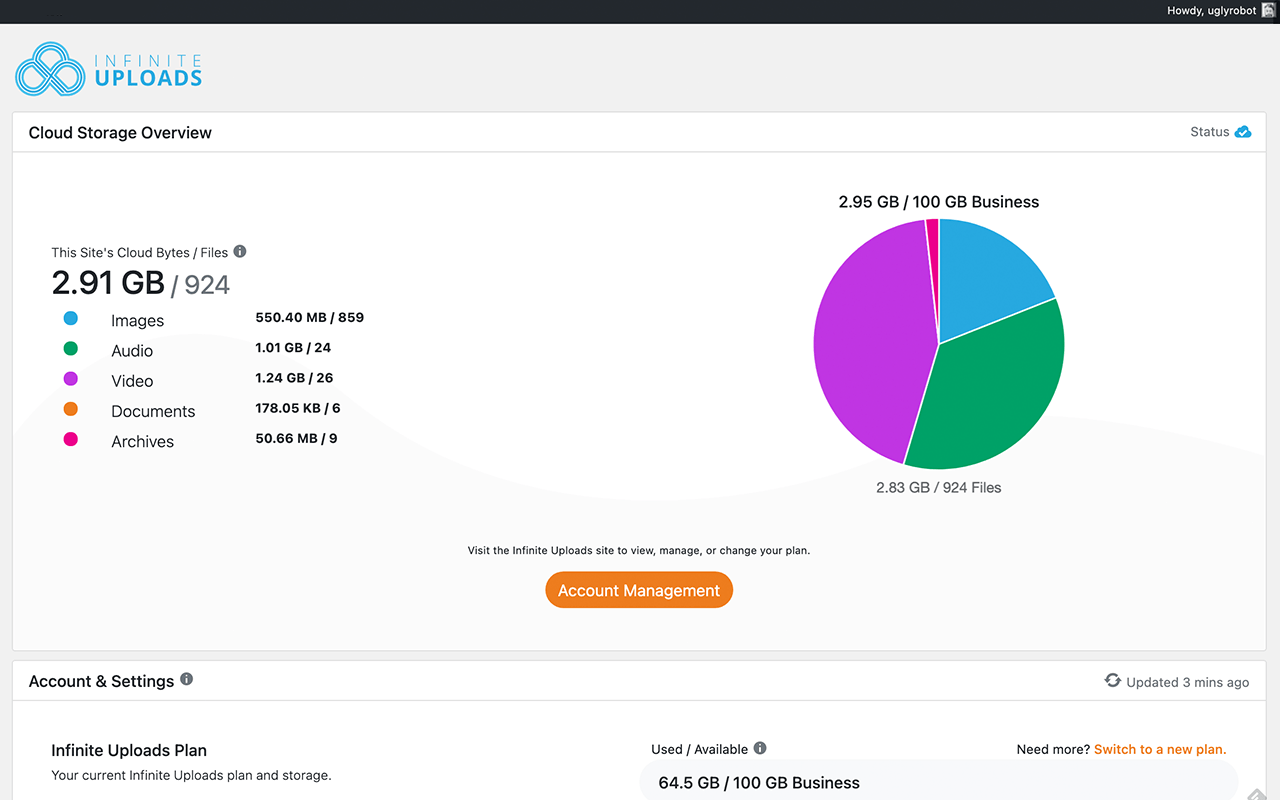 Howdy, uglyrobot
INFINITE
UPLOADS
Cloud Storage Overview
Status
2.95 GB / 100 GB Business
This Site's Cloud Bytes / Files
2.91 GB / 924
Images 550.40 MB / 859
Audio 1.01 GB / 24
Video 1.24 GB / 26
Documents 178.05 KB / 6
Archives 50.66 MB / 9
2.83 GB / 924 Files
Visit the Infinite Uploads site to view, manage, or change your plan.
Account Management
Account & Settings
Updated 3 mins ago
Infinite Uploads Plan
Your current Infinite Uploads plan and storage.
Used / Available
Need more? Switch to a new plan.
64.5 GB / 100 GB Business